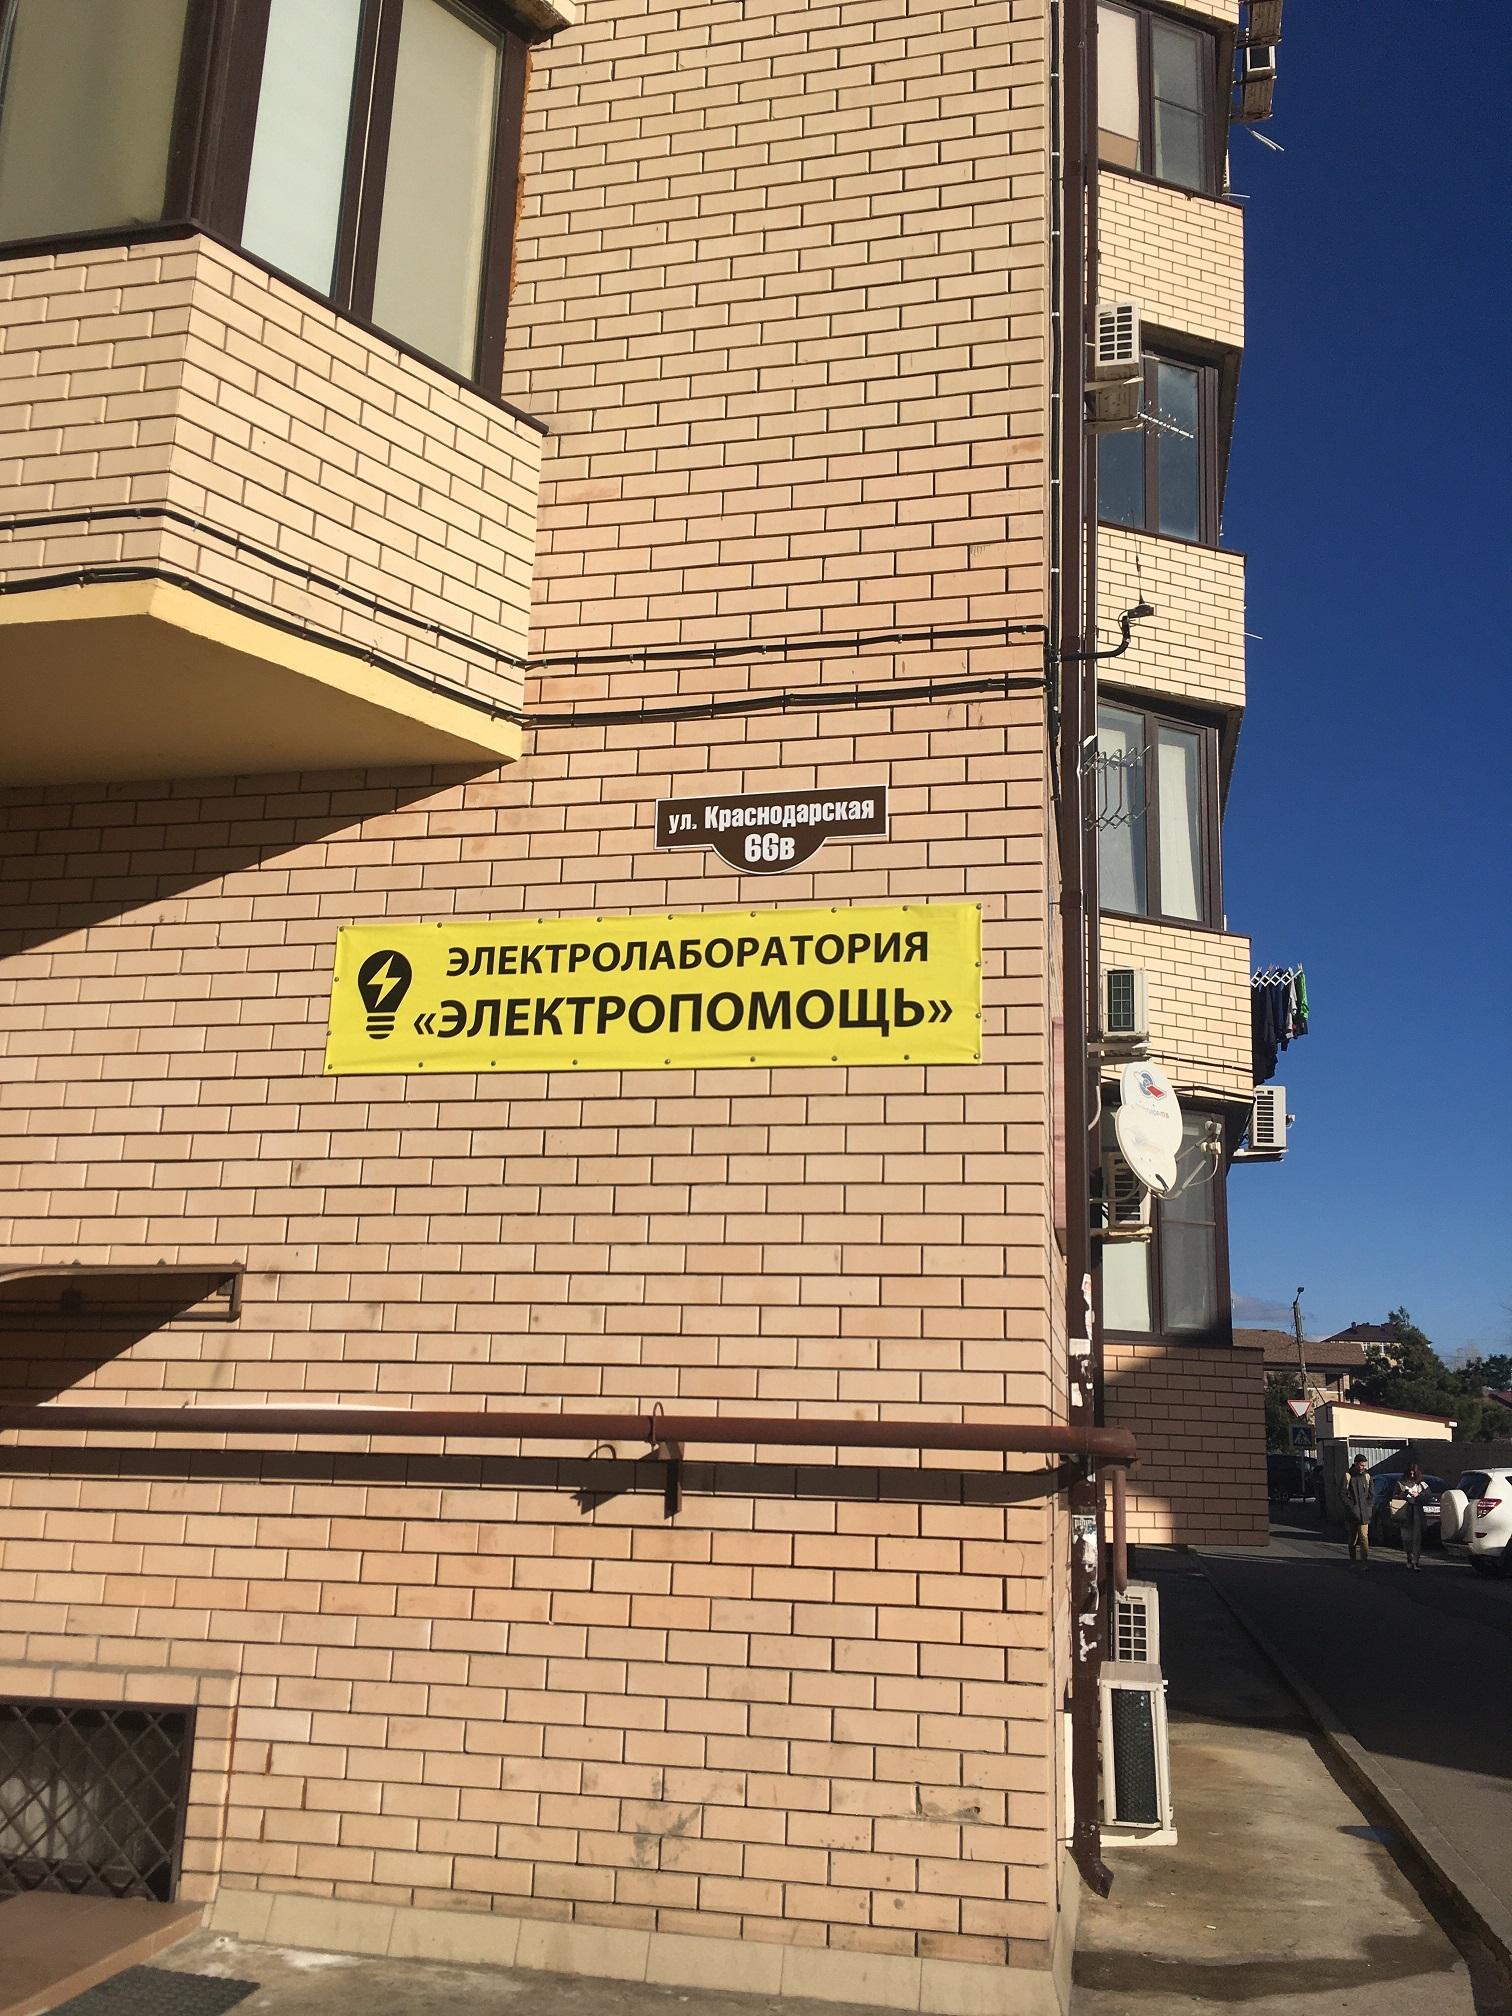 ул. Краснодарская
66в
ЭЛЕКТРОЛАБОРАТОРИЯ
«ЭЛЕКТРОПОМОЩЬ»